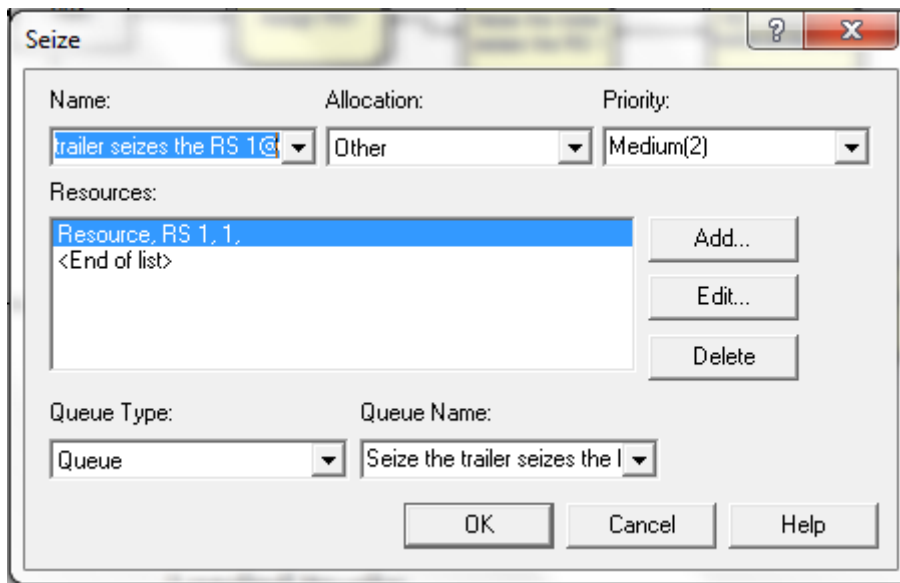 Seize
Name:
Allocation:
Priority:
trailer seizes the RS 1@
Other
Medium(2)
Resources:
Resource, RS 1, 1,
<End of list>
Add...
Edit...
Delete
Queue Type:
Queue Name:
Queue
Seize the trailer seizes the
OK
Cancel
Help